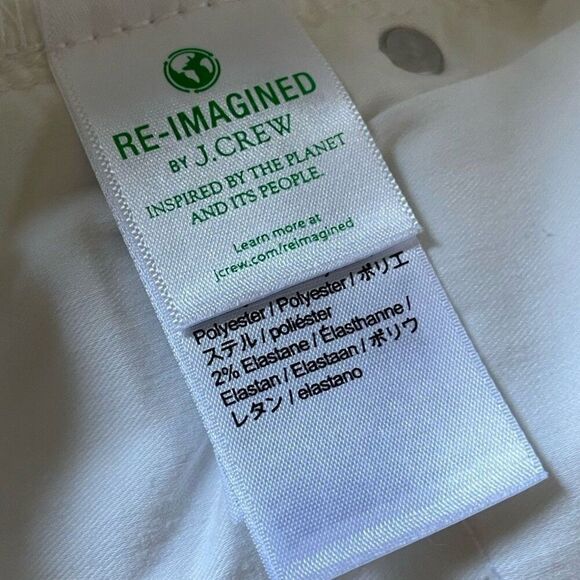 RE-IMAGINED
BY J.CREW
INSPIRED BY THE PLANET
AND ITS PEOPLE.
Learn more at
jcrew.com/reimagined
Polyester / Polyester / ポリエ
ステル / poliéster
2% Elastane / Élasthanne /
Elastan / Elastaan / ポリウ
レタン / elastano